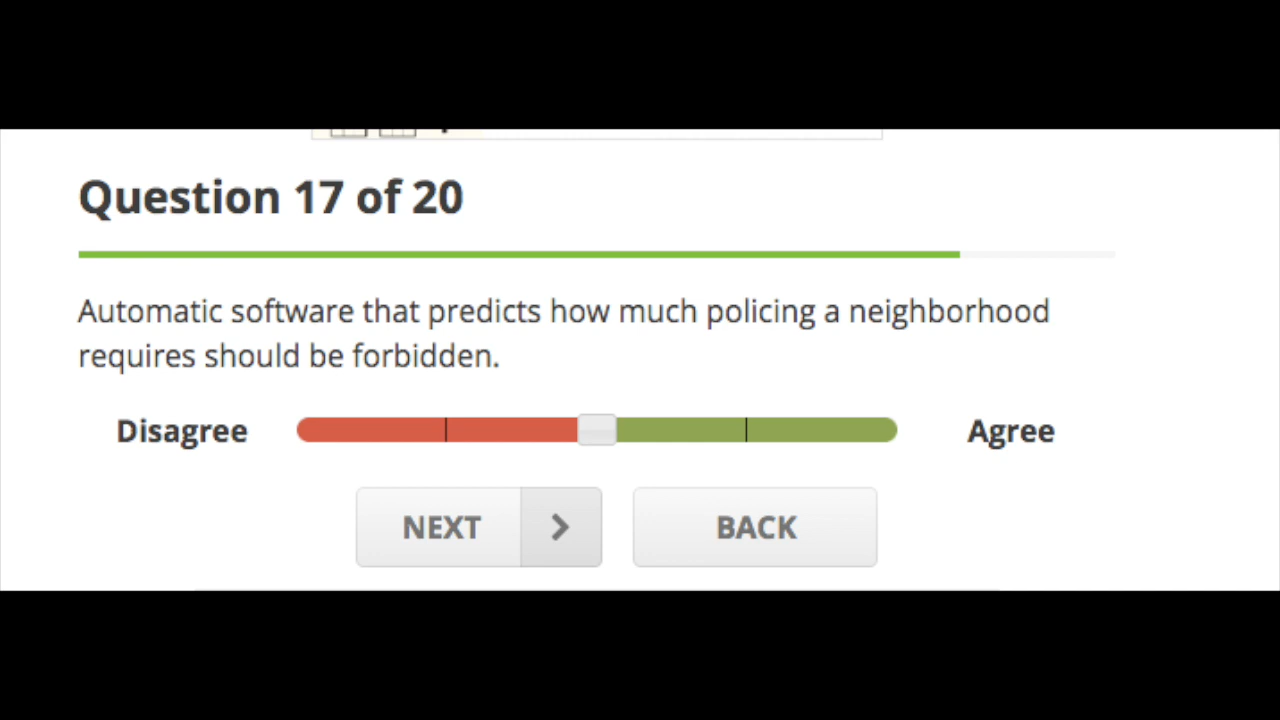 Question 17 of 20
Automatic software that predicts how much policing a neighborhood
requires should be forbidden.
Disagree
Agree
NEXT
BACK